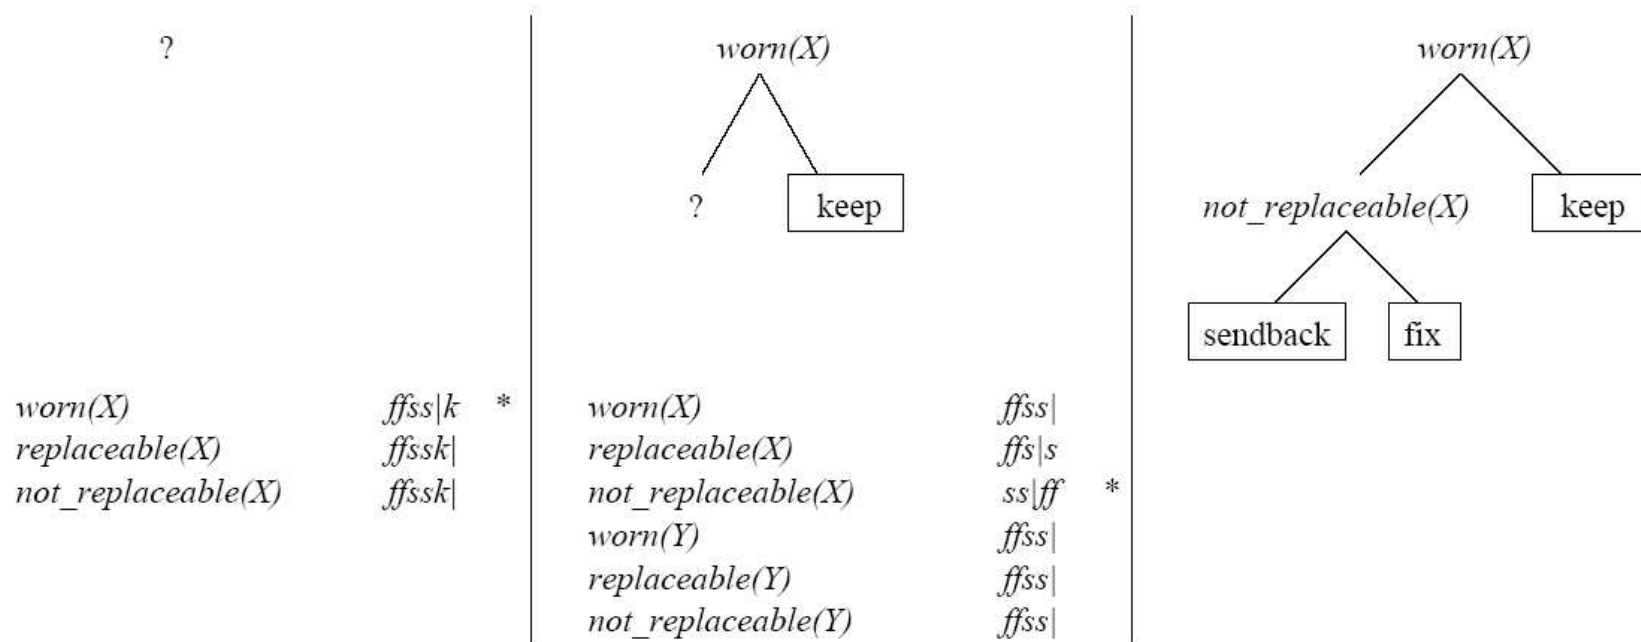 ?
worn(X) ffss|k *
replaceable(X) ffssk|
not_replaceable(X) ffssk|
worn(X)
? keep
worn(X) ffss|
replaceable(X) ffs|s
not_replaceable(X) ss|ff *
worn(Y) ffss|
replaceable(Y) ffss|
not_replaceable(Y) ffss|
worn(X)
not_replaceable(X) keep
sendback fix